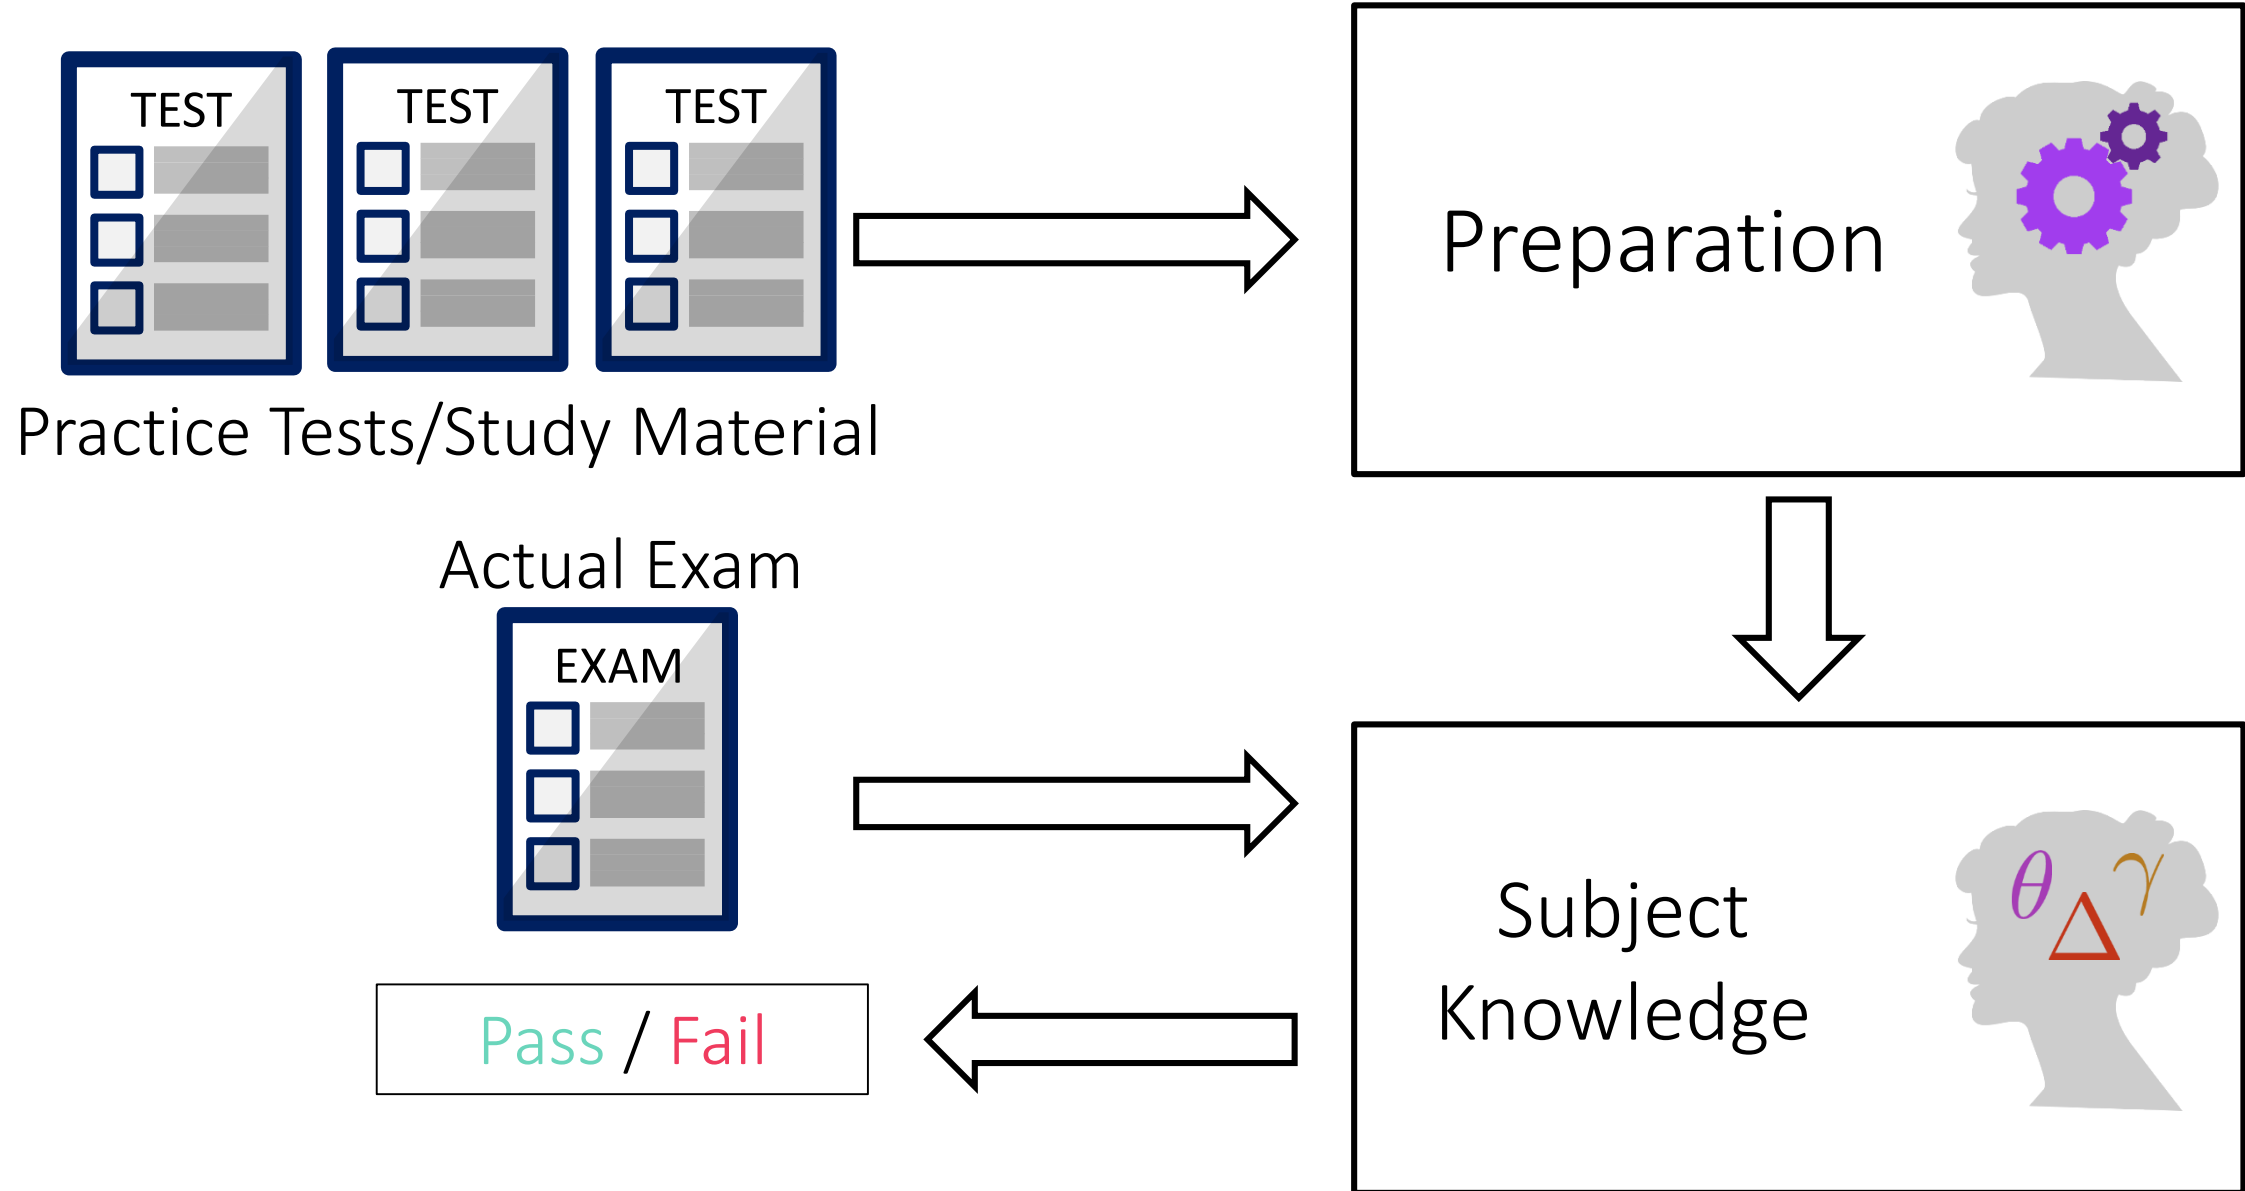 TEST
TEST
TEST
Practice Tests/Study Material
Preparation
Actual Exam
EXAM
Pass / Fail
Subject
Knowledge
θ
Δ
γ